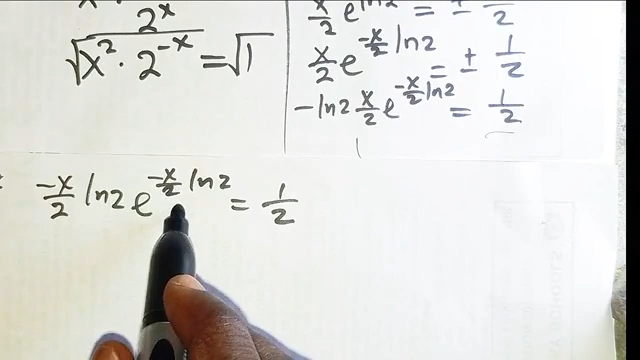 2^x
√(x² · 2^(-x)) = √1
x/2 e^(ln2) = ± 1/2
x/2 e^(-x/2 ln2) = ± 1/2
-ln2 x/2 e^(-x/2 ln2) = 1/2
-x/2 ln2 e^(-x/2 ln2) = 1/2